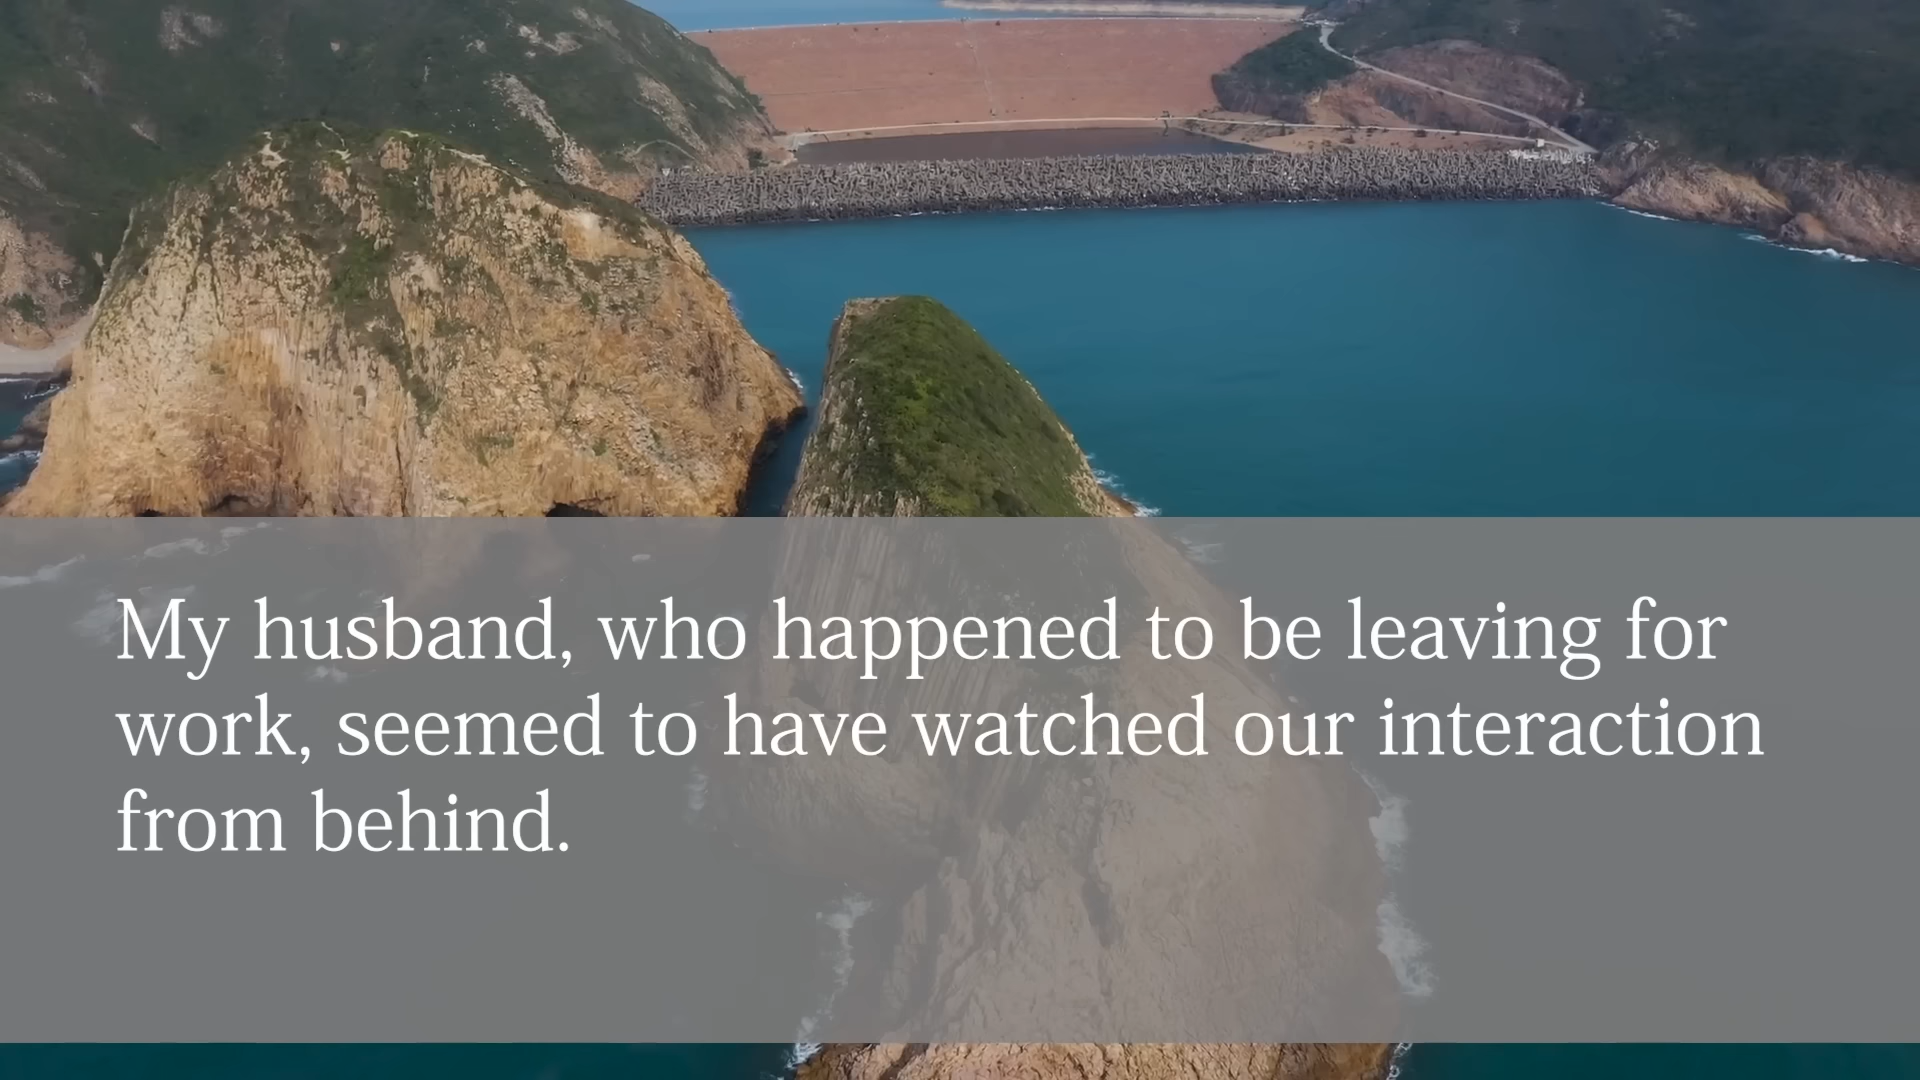 My husband, who happened to be leaving for
work, seemed to have watched our interaction
from behind.